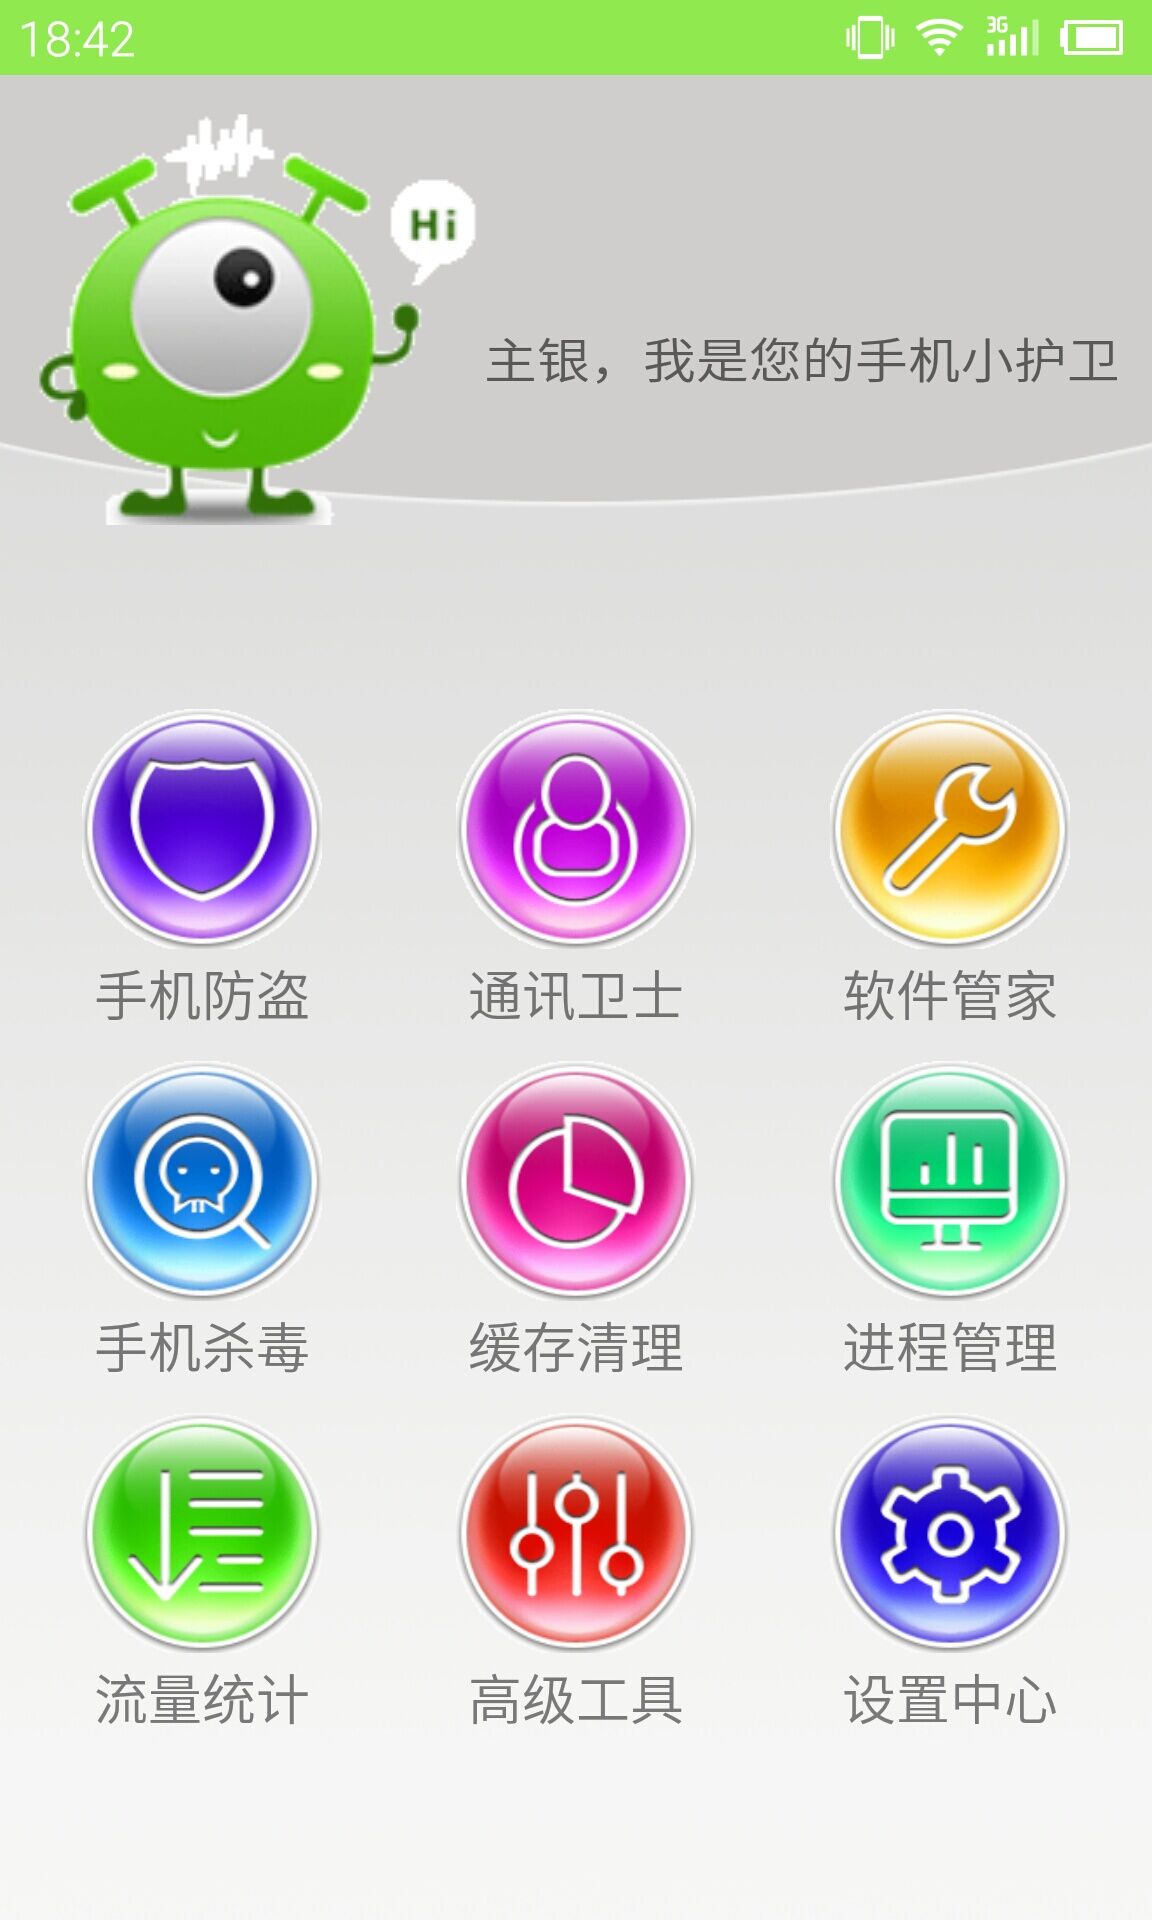 18:42
3G
Hi
主银，我是您的手机小护卫
手机防盗 通讯卫士 软件管家
手机杀毒 缓存清理 进程管理
流量统计 高级工具 设置中心